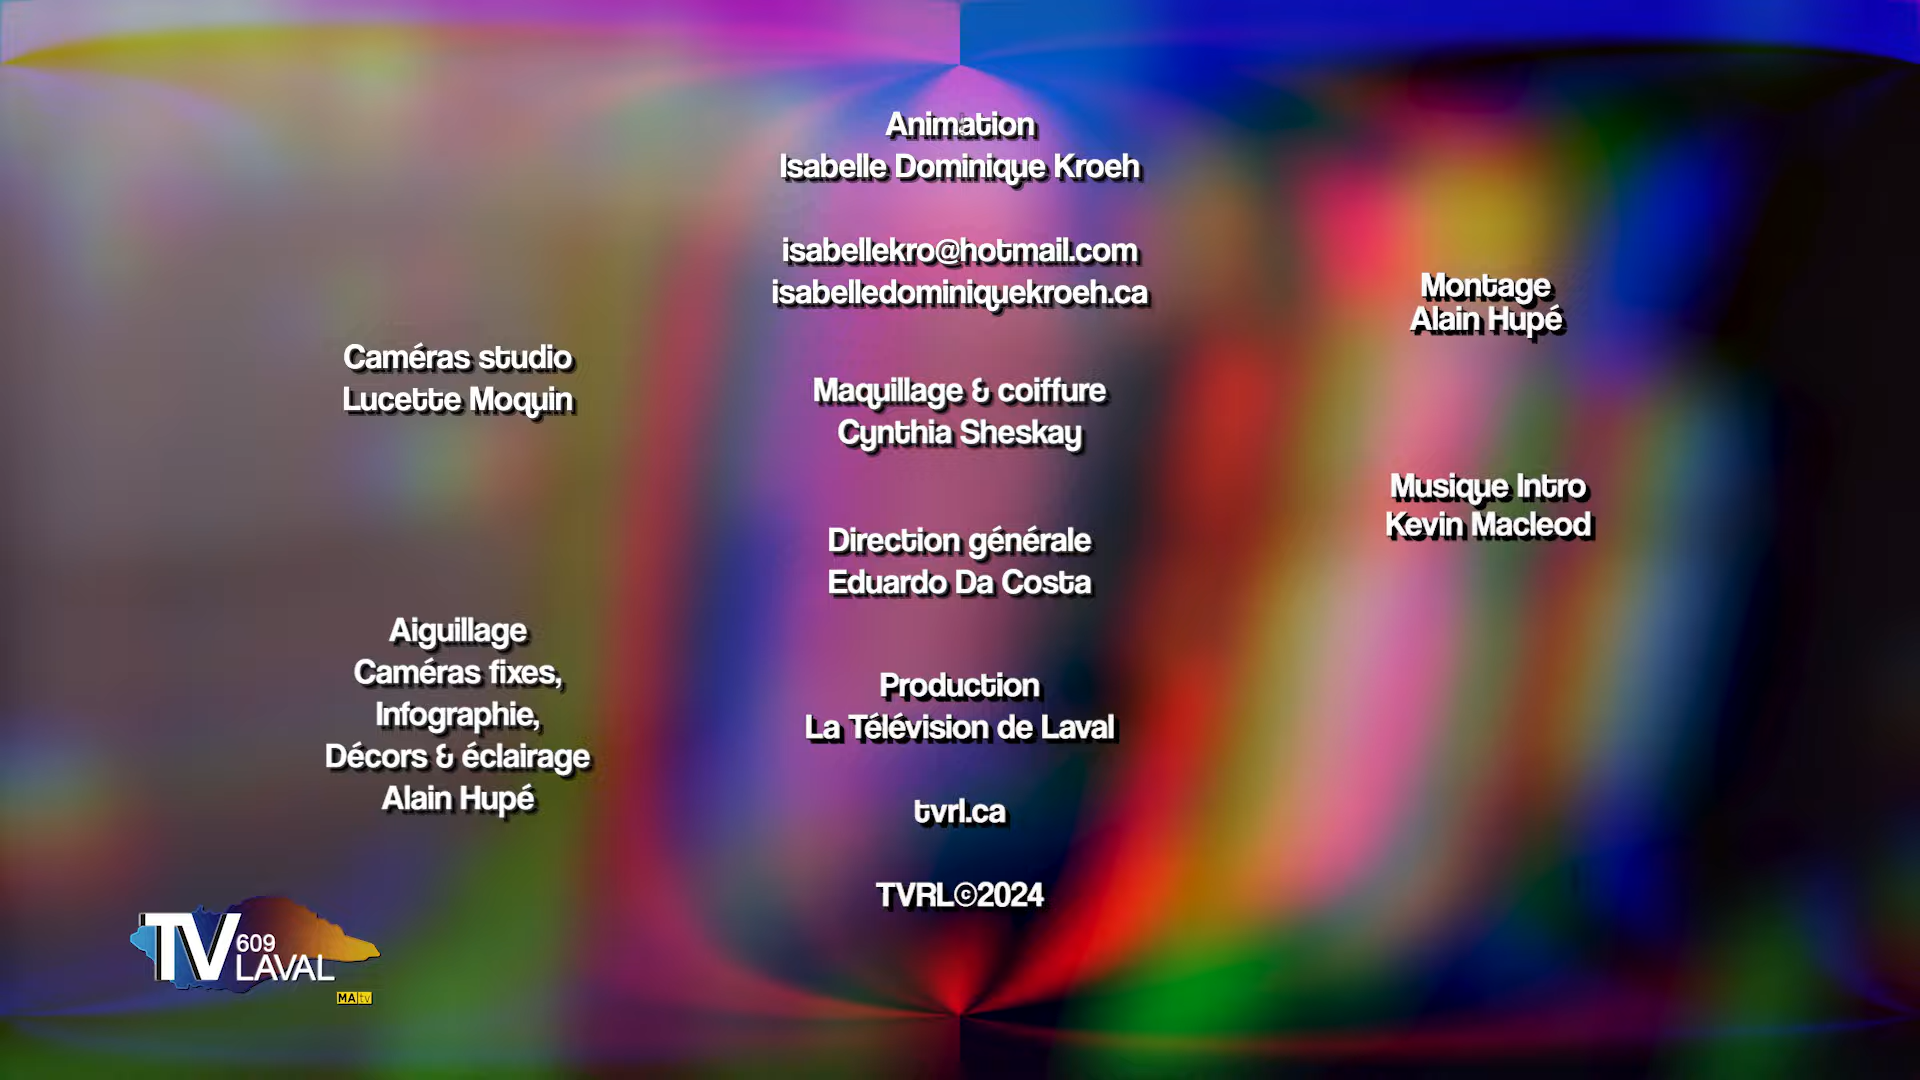 Caméras studio
Lucette Moquin
Aiguillage
Caméras fixes,
Infographie,
Décors & éclairage
Alain Hupé
Animation
Isabelle Dominique Kroeh
isabellekro@hotmail.com
isabelledominiquekroeh.ca
Maquillage & coiffure
Cynthia Sheskay
Direction générale
Eduardo Da Costa
Production
La Télévision de Laval
tvrl.ca
TVRL©2024
Montage
Alain Hupé
Musique Intro
Kevin Macleod
TV 609
LAVAL
MAtv